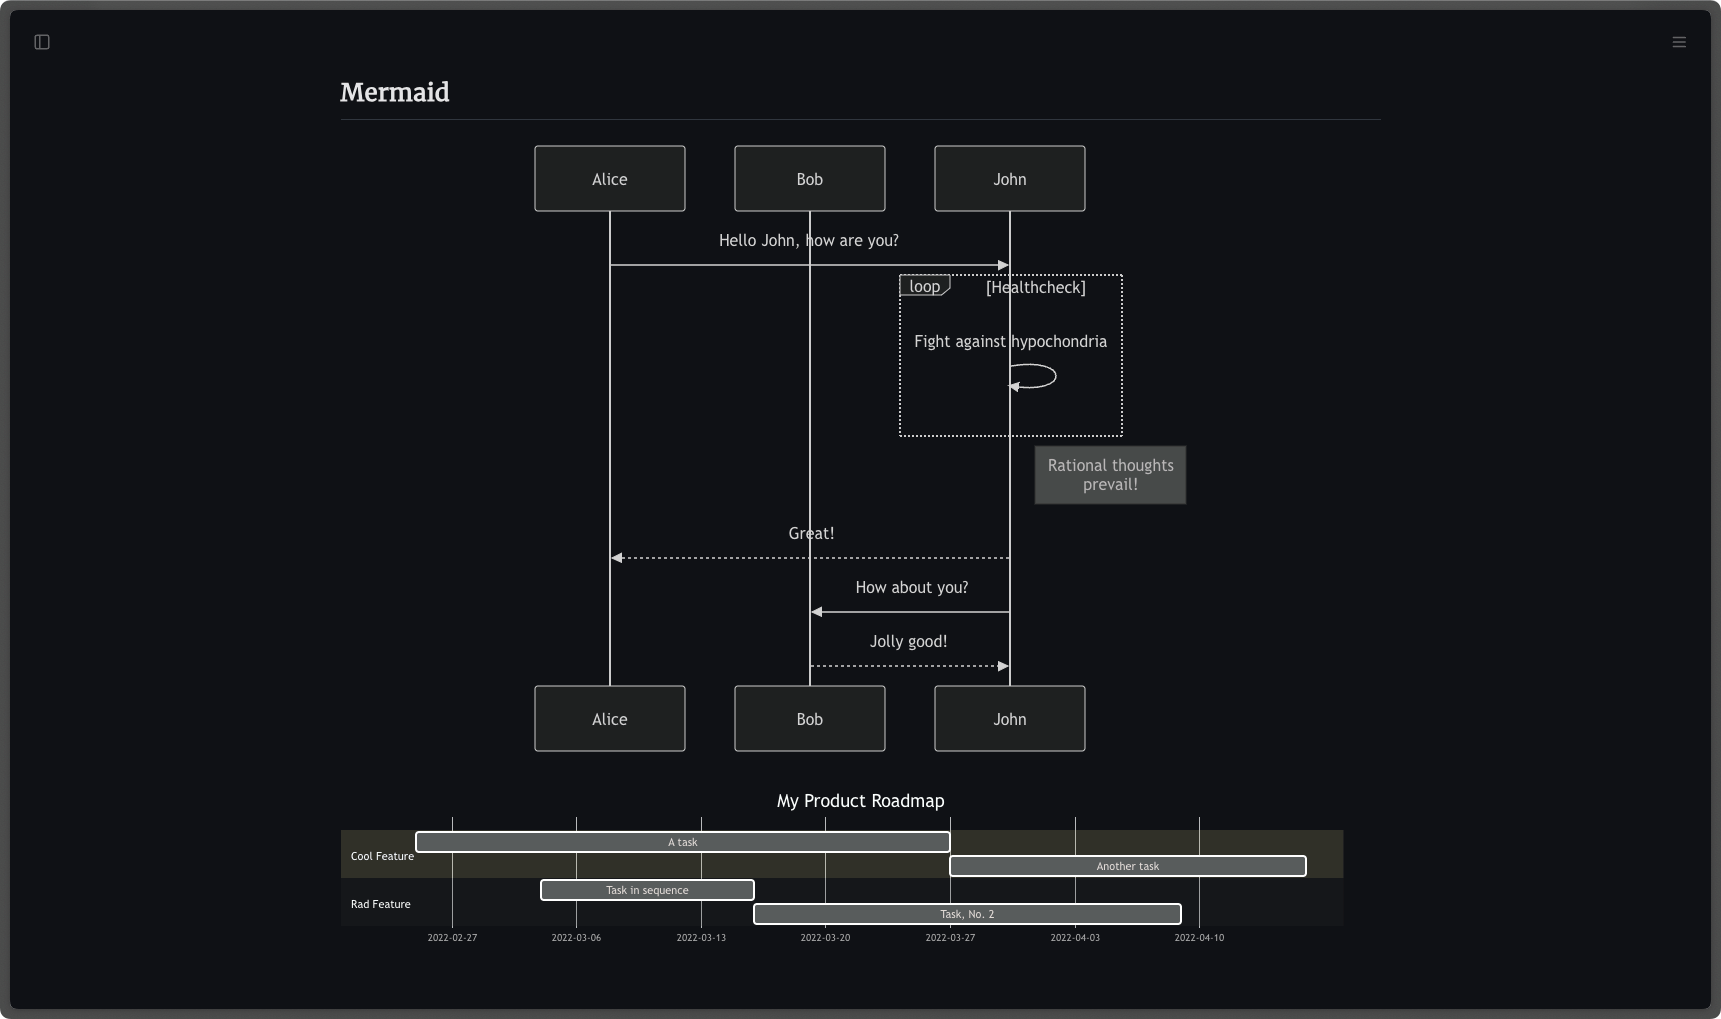 Mermaid
Alice
Bob
John
Hello John, how are you?
loop
[Healthcheck]
Fight against hypochondria
Rational thoughts
prevail!
Great!
How about you?
Jolly good!
Alice
Bob
John
My Product Roadmap
A task
Cool Feature
Another task
Task in sequence
Rad Feature
Task, No. 2
2022-02-27
2022-03-06
2022-03-13
2022-03-20
2022-03-27
2022-04-03
2022-04-10